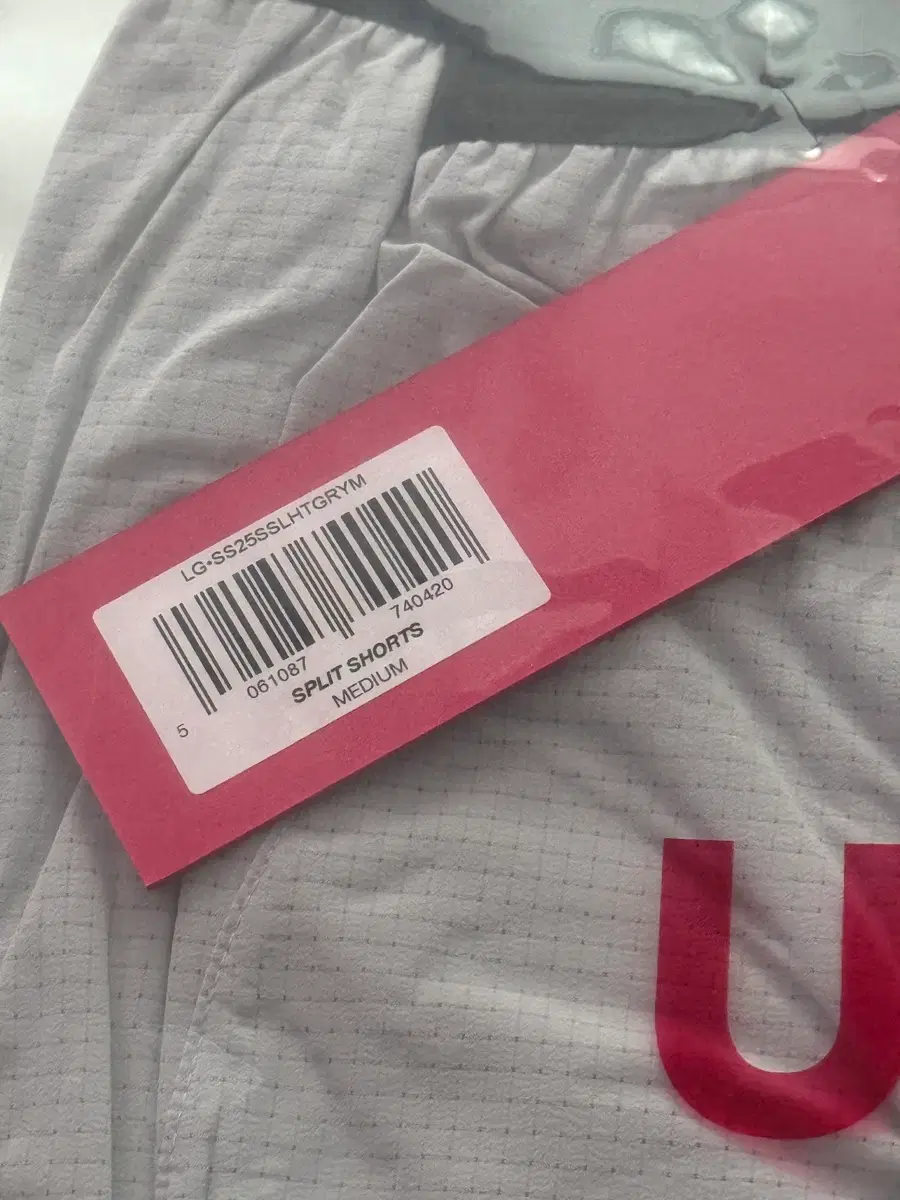 LG•SS25SSLHTGRYM
5 061087 740420
SPLIT SHORTS
MEDIUM
U